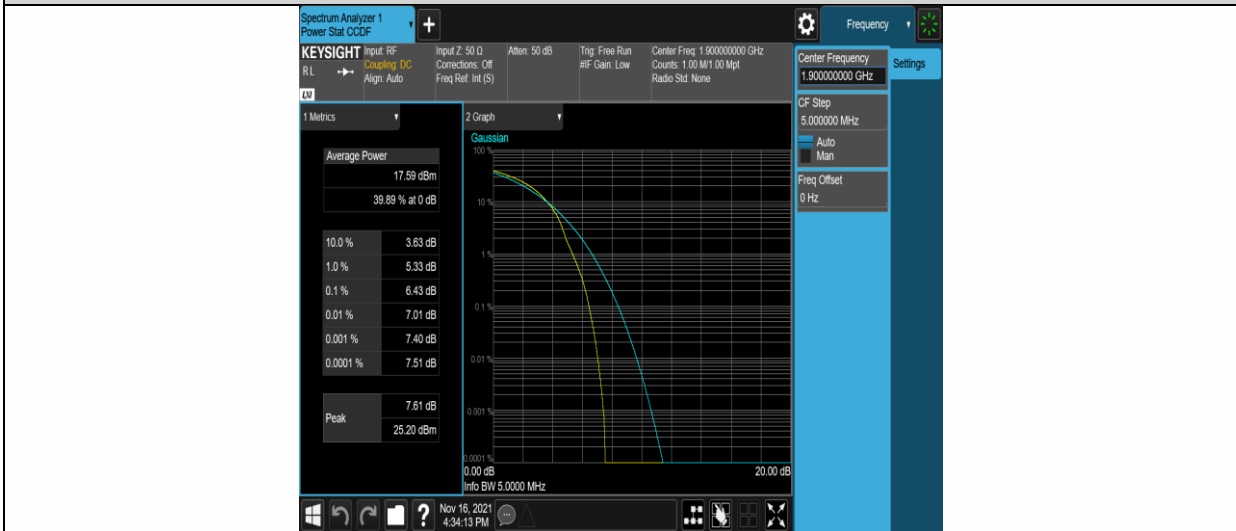 Spectrum Analyzer 1
Power Stat CCDF
+
Frequency
KEYSIGHT
RL
LXI
Input: RF
Coupling: DC
Align: Auto
Input Z: 50 Ω
Corrections: Off
Freq Ref: Int (S)
Atten: 50 dB
Trig: Free Run
#IF Gain: Low
Center Freq: 1.900000000 GHz
Counts: 1.00 M/1.00 Mpt
Radio Std: None
Center Frequency
1.900000000 GHz
Settings
CF Step
5.000000 MHz
Auto
Man
Freq Offset
0 Hz
1 Metrics
Average Power
17.59 dBm
39.89 % at 0 dB
10.0 % 3.63 dB
1.0 % 5.33 dB
0.1 % 6.43 dB
0.01 % 7.01 dB
0.001 % 7.40 dB
0.0001 % 7.51 dB
Peak
7.61 dB
25.20 dBm
2 Graph
Gaussian
100 %
10 %
1 %
0.1 %
0.01 %
0.001 %
0.0001 %
0.00 dB 20.00 dB
Info BW 5.0000 MHz
?
Nov 16, 2021
4:34:13 PM